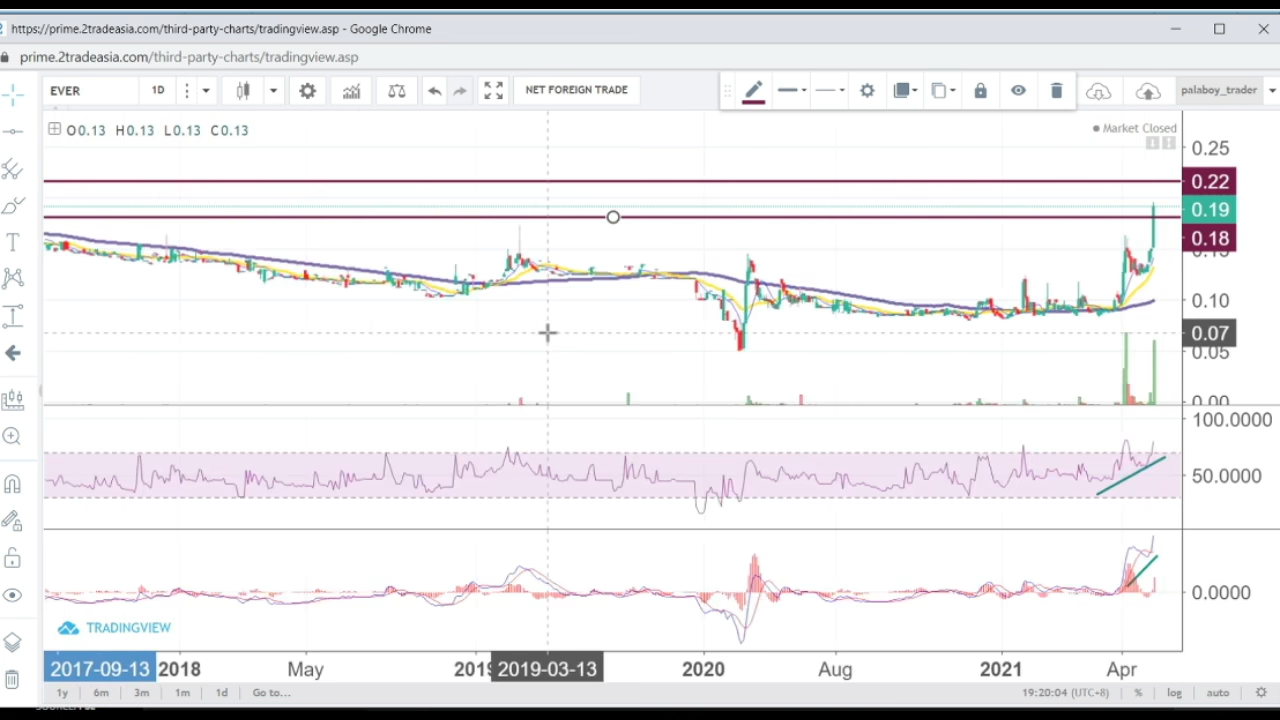 https://prime.2tradeasia.com/third-party-charts/tradingview.asp - Google Chrome
prime.2tradeasia.com/third-party-charts/tradingview.asp
EVER 1D NET FOREIGN TRADE palaboy_trader
O0.13 H0.13 L0.13 C0.13
Market Closed
0.25
0.22
0.19
0.18
0.10
0.07
0.05
0.00
100.0000
50.0000
0.0000
TRADINGVIEW
2017-09-13 2018 May 2019 2019-03-13 2020 Aug 2021 Apr
1y 6m 3m 1m 1d Go to... 19:20:04 (UTC+8) % log auto